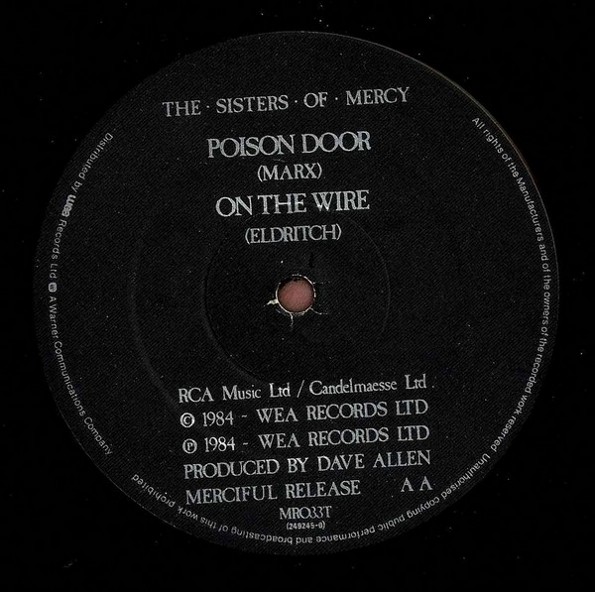 THE · SISTERS · OF · MERCY
POISON DOOR
(MARX)
ON THE WIRE
(ELDRITCH)
RCA Music Ltd / Candelmaesse Ltd.
© 1984 - WEA RECORDS LTD
℗ 1984 - WEA RECORDS LTD
PRODUCED BY DAVE ALLEN
MERCIFUL RELEASE A A
MR033T
(249245-0)
All rights of the Manufacturers and of the owners of the recorded work reserved Unauthorised copying public performance and broadcasting of this work prohibited
Distributed by wea Records Ltd A Warner Communications Company